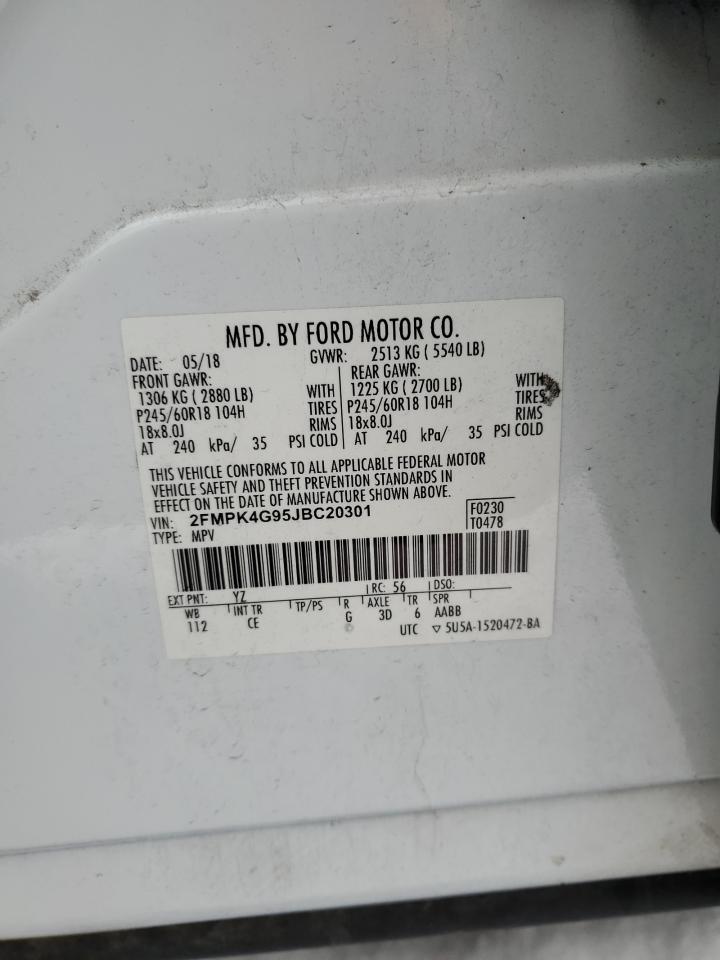 MFD. BY FORD MOTOR CO.
DATE: 05/18 GVWR: 2513 KG ( 5540 LB)
FRONT GAWR: REAR GAWR:
1306 KG ( 2880 LB) WITH 1225 KG ( 2700 LB) WITH
P245/60R18 104H TIRES P245/60R18 104H TIRES
18x8.0J RIMS 18x8.0J RIMS
AT 240 kPa/ 35 PSI COLD AT 240 kPa/ 35 PSI COLD
THIS VEHICLE CONFORMS TO ALL APPLICABLE FEDERAL MOTOR
VEHICLE SAFETY AND THEFT PREVENTION STANDARDS IN
EFFECT ON THE DATE OF MANUFACTURE SHOWN ABOVE.
VIN: 2FMPK4G95JBC20301 F0230
TYPE: MPV T0478
EXT PNT: YZ RC: 56 DSO:
WB INT TR TP/PS R AXLE TR SPR
112 CE G 3D 6 AABB
UTC ▽ 5U5A-1520472-BA